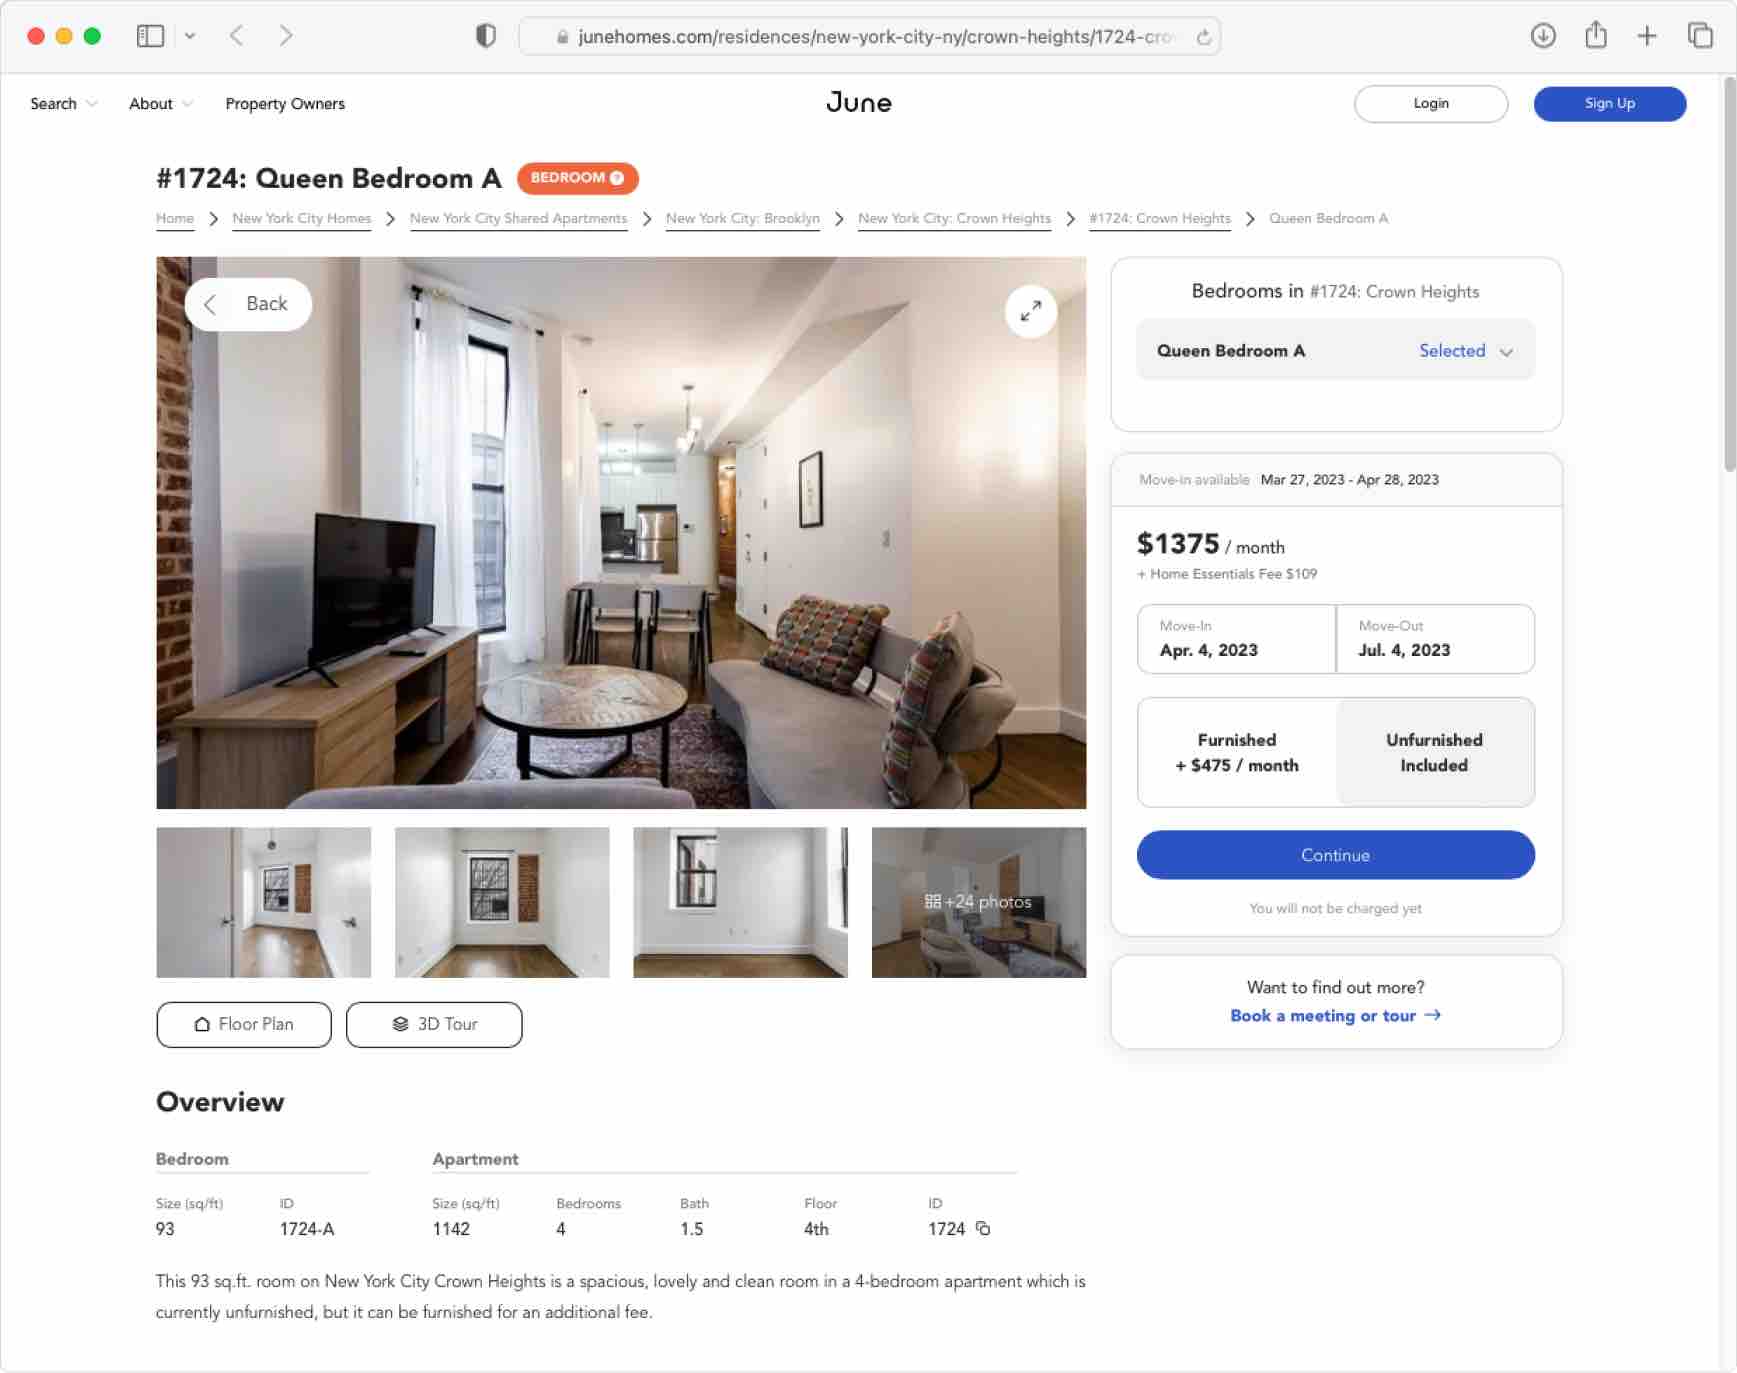 junehomes.com/residences/new-york-city-ny/crown-heights/1724-cro
Search About Property Owners June Login Sign Up
#1724: Queen Bedroom A BEDROOM ?
Home > New York City Homes > New York City Shared Apartments > New York City: Brooklyn > New York City: Crown Heights > #1724: Crown Heights > Queen Bedroom A
Back
+24 photos
Floor Plan 3D Tour
Bedrooms in #1724: Crown Heights
Queen Bedroom A Selected
Move-in available Mar 27, 2023 - Apr 28, 2023
$1375 / month
+ Home Essentials Fee $109
Move-In Move-Out
Apr. 4, 2023 Jul. 4, 2023
Furnished Unfurnished
+ $475 / month Included
Continue
You will not be charged yet
Want to find out more?
Book a meeting or tour →
Overview
Bedroom Apartment
Size (sq/ft) ID Size (sq/ft) Bedrooms Bath Floor ID
93 1724-A 1142 4 1.5 4th 1724
This 93 sq.ft. room on New York City Crown Heights is a spacious, lovely and clean room in a 4-bedroom apartment which is
currently unfurnished, but it can be furnished for an additional fee.